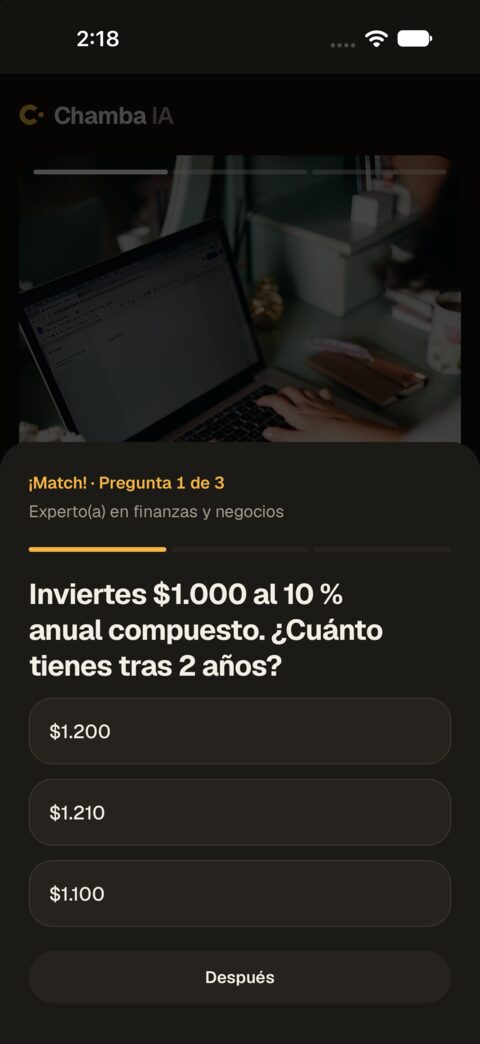 2:18
Chamba IA
¡Match! · Pregunta 1 de 3
Experto(a) en finanzas y negocios
Inviertes $1.000 al 10 %
anual compuesto. ¿Cuánto
tienes tras 2 años?
$1.200
$1.210
$1.100
Después